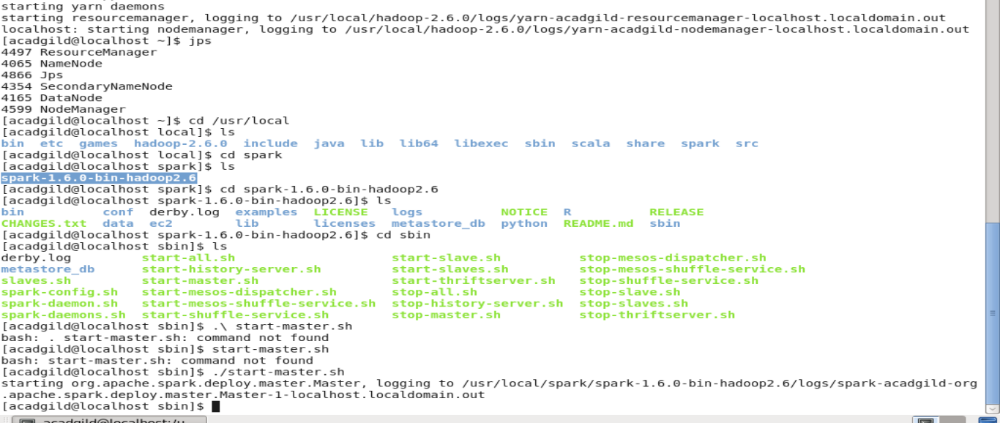 starting yarn daemons
starting resourcemanager, logging to /usr/local/hadoop-2.6.0/logs/yarn-acadgild-resourcemanager-localhost.localdomain.out
localhost: starting nodemanager, logging to /usr/local/hadoop-2.6.0/logs/yarn-acadgild-nodemanager-localhost.localdomain.out
[acadgild@localhost ~]$ jps
4497 ResourceManager
4065 NameNode
4866 Jps
4354 SecondaryNameNode
4165 DataNode
4599 NodeManager
[acadgild@localhost ~]$ cd /usr/local
[acadgild@localhost local]$ ls
bin  etc  games  hadoop-2.6.0  include  java  lib  lib64  libexec  sbin  scala  share  spark  src
[acadgild@localhost local]$ cd spark
[acadgild@localhost spark]$ ls
spark-1.6.0-bin-hadoop2.6
[acadgild@localhost spark]$ cd spark-1.6.0-bin-hadoop2.6
[acadgild@localhost spark-1.6.0-bin-hadoop2.6]$ ls
bin          conf  derby.log  examples  LICENSE   logs          NOTICE  R          RELEASE
CHANGES.txt  data  ec2        lib       licenses  metastore_db  python  README.md  sbin
[acadgild@localhost spark-1.6.0-bin-hadoop2.6]$ cd sbin
[acadgild@localhost sbin]$ ls
derby.log         start-all.sh                    start-slave.sh          stop-mesos-dispatcher.sh
metastore_db      start-history-server.sh         start-slaves.sh         stop-mesos-shuffle-service.sh
slaves.sh         start-master.sh                 start-thriftserver.sh   stop-shuffle-service.sh
spark-config.sh   start-mesos-dispatcher.sh       stop-all.sh             stop-slave.sh
spark-daemon.sh   start-mesos-shuffle-service.sh  stop-history-server.sh  stop-slaves.sh
spark-daemons.sh  start-shuffle-service.sh        stop-master.sh          stop-thriftserver.sh
[acadgild@localhost sbin]$ .\ start-master.sh
bash: . start-master.sh: command not found
[acadgild@localhost sbin]$ start-master.sh
bash: start-master.sh: command not found
[acadgild@localhost sbin]$ ./start-master.sh
starting org.apache.spark.deploy.master.Master, logging to /usr/local/spark/spark-1.6.0-bin-hadoop2.6/logs/spark-acadgild-org
.apache.spark.deploy.master.Master-1-localhost.localdomain.out
[acadgild@localhost sbin]$
acadgild@localhost:/u